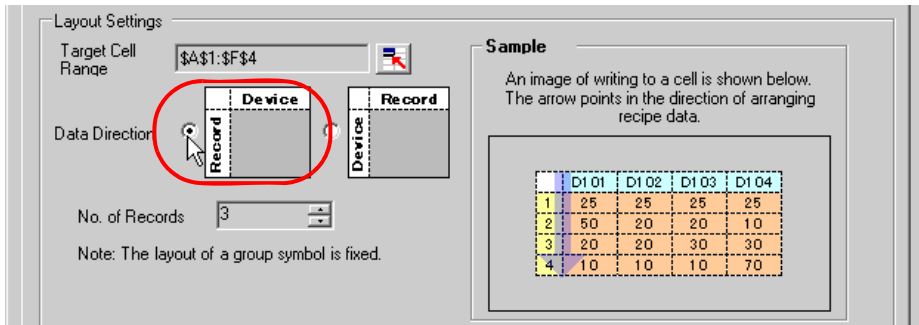 Layout Settings
Target Cell
Range
$A$1:$F$4
Data Direction
Device
Record
Record
Device
No. of Records
3
Note: The layout of a group symbol is fixed.
Sample
An image of writing to a cell is shown below.
The arrow points in the direction of arranging
recipe data.
D101 D102 D103 D104
1 25 25 25 25
2 50 20 20 10
3 20 20 30 30
4 10 10 10 70